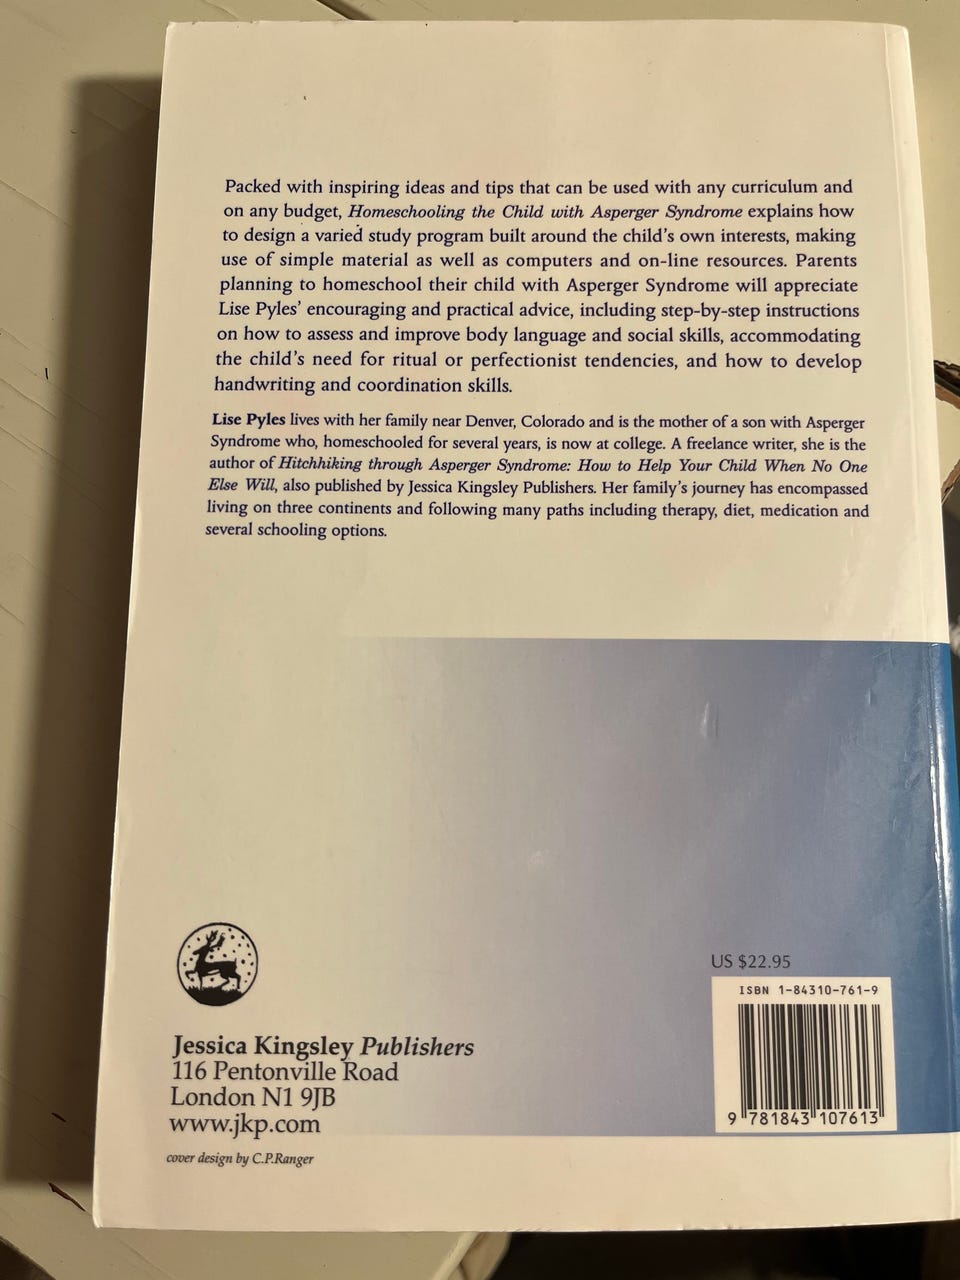 Packed with inspiring ideas and tips that can be used with any curriculum and
on any budget, Homeschooling the Child with Asperger Syndrome explains how
to design a varied study program built around the child's own interests, making
use of simple material as well as computers and on-line resources. Parents
planning to homeschool their child with Asperger Syndrome will appreciate
Lise Pyles' encouraging and practical advice, including step-by-step instructions
on how to assess and improve body language and social skills, accommodating
the child's need for ritual or perfectionist tendencies, and how to develop
handwriting and coordination skills.
Lise Pyles lives with her family near Denver, Colorado and is the mother of a son with Asperger
Syndrome who, homeschooled for several years, is now at college. A freelance writer, she is the
author of Hitchhiking through Asperger Syndrome: How to Help Your Child When No One
Else Will, also published by Jessica Kingsley Publishers. Her family's journey has encompassed
living on three continents and following many paths including therapy, diet, medication and
several schooling options.
US $22.95
ISBN 1-84310-761-9
9 781843 107613
Jessica Kingsley Publishers
116 Pentonville Road
London N1 9JB
www.jkp.com
cover design by C.P.Ranger